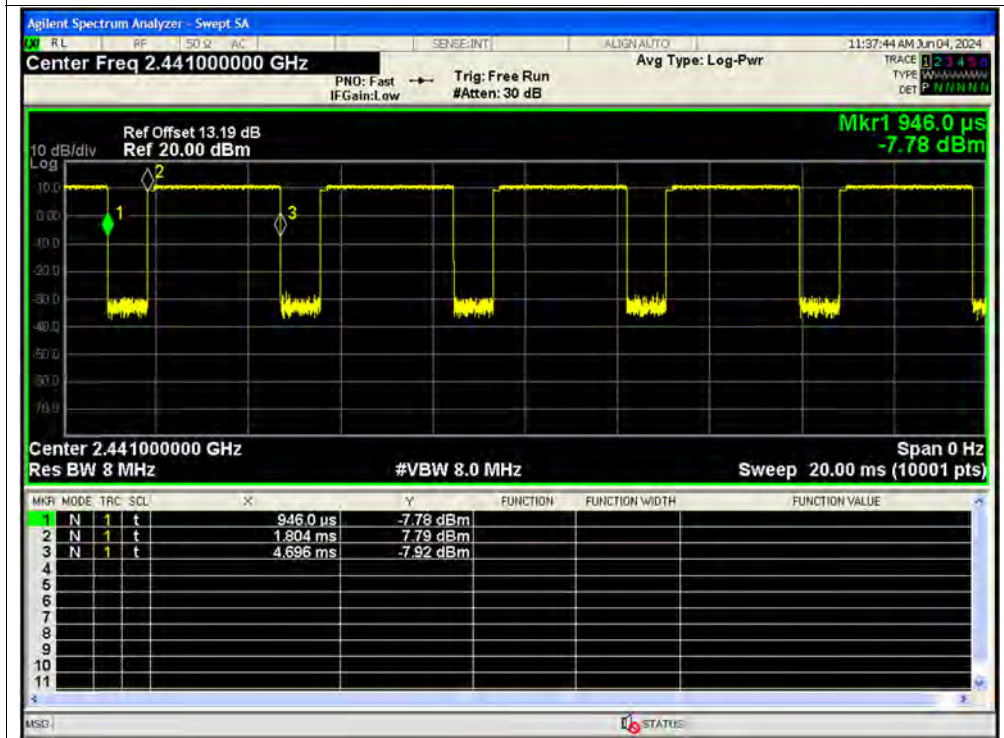 Agilent Spectrum Analyzer - Swept SA
RL RF 50 Ω AC SENSE:INT ALIGN AUTO 11:37:44 AM Jun 04, 2024
Center Freq 2.441000000 GHz Avg Type: Log-Pwr TRACE 1 2 3 4 5 6
PNO: Fast Trig: Free Run TYPE W
IFGain:Low #Atten: 30 dB DET P N N N N N
Mkr1 946.0 µs
Ref Offset 13.19 dB
10 dB/div Ref 20.00 dBm -7.78 dBm
Log
10.0 2
0.00 1 3
-10.0
-20.0
-30.0
-40.0
-50.0
-60.0
-70.0
Center 2.441000000 GHz Span 0 Hz
Res BW 8 MHz #VBW 8.0 MHz Sweep 20.00 ms (10001 pts)
MKR MODE TRC SCL X Y FUNCTION FUNCTION WIDTH FUNCTION VALUE
1 N 1 t 946.0 µs -7.78 dBm
2 N 1 t 1.804 ms 7.79 dBm
3 N 1 t 4.696 ms -7.92 dBm
4
5
6
7
8
9
10
11
MSG STATUS